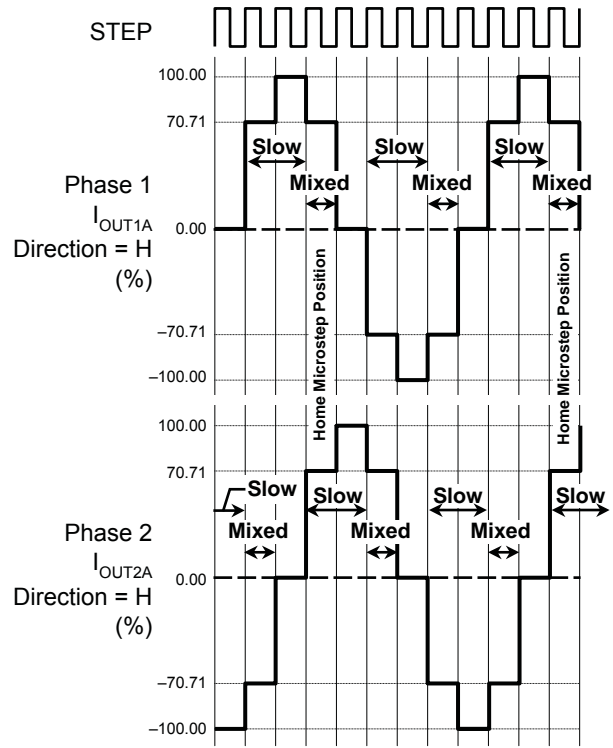 STEP
100.00
70.71
Slow
Slow
Slow
Mixed
Mixed
Mixed
Phase 1
IOUT1A
Direction = H
(%)
0.00
–70.71
–100.00
Home Microstep Position
Home Microstep Position
100.00
70.71
Slow
Slow
Slow
Slow
Mixed
Mixed
Mixed
Phase 2
IOUT2A
Direction = H
(%)
0.00
–70.71
–100.00